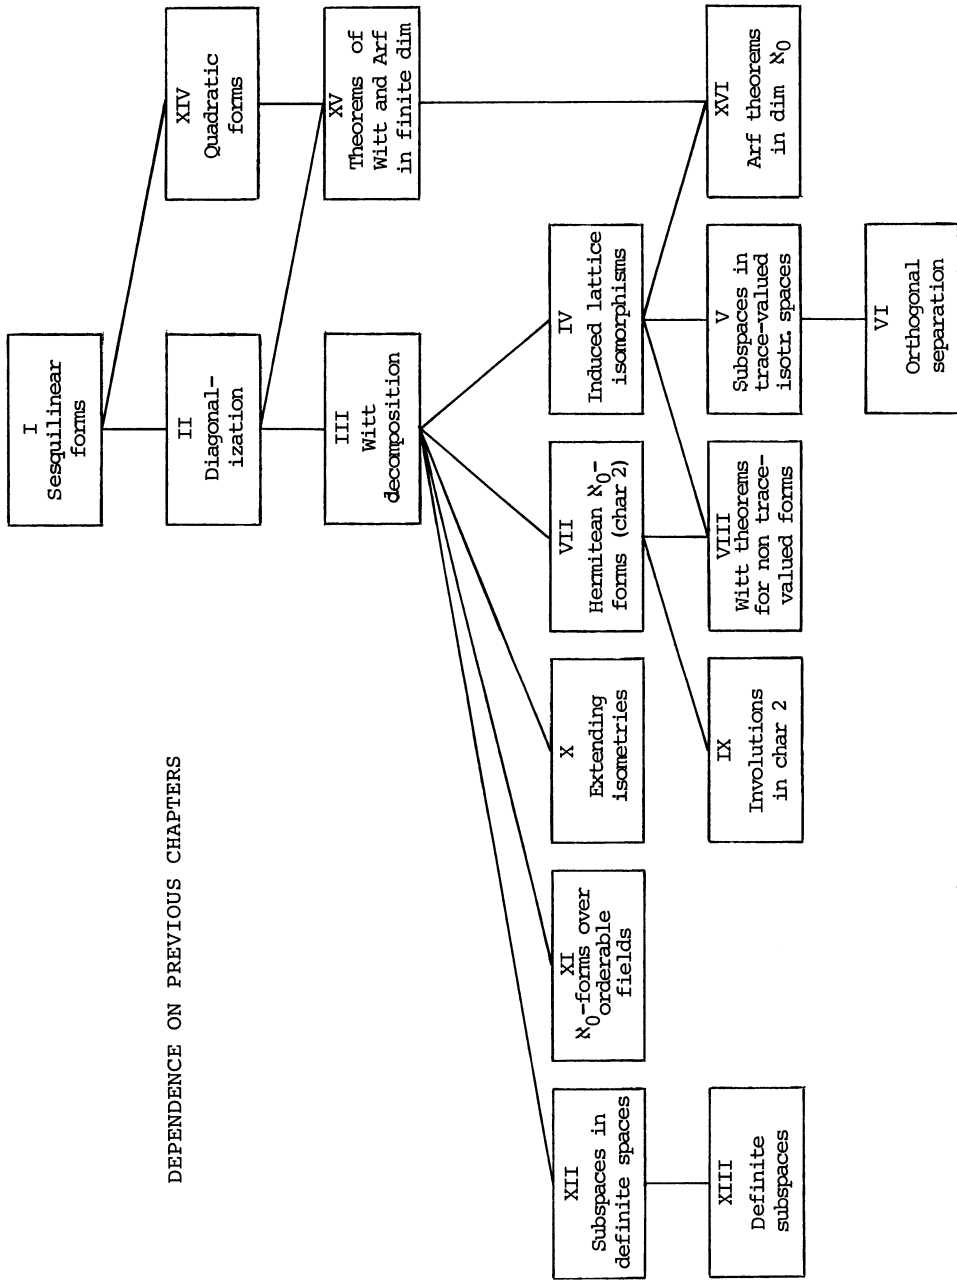 DEPENDENCE ON PREVIOUS CHAPTERS
I
Sesquilinear
forms
II
Diagonal-
ization
XIV
Quadratic
forms
III
Witt
decomposition
XV
Theorems of
Witt and Arf
in finite dim
XII
Subspaces in
definite spaces
XI
ℵ0-forms over
orderable
fields
X
Extending
isometries
VII
Hermitean ℵ0-
forms (char 2)
IV
Induced lattice
isomorphisms
XIII
Definite
subspaces
IX
Involutions
in char 2
VIII
Witt theorems
for non trace-
valued forms
V
Subspaces in
trace-valued
isotr. spaces
XVI
Arf theorems
in dim ℵ0
VI
Orthogonal
separation